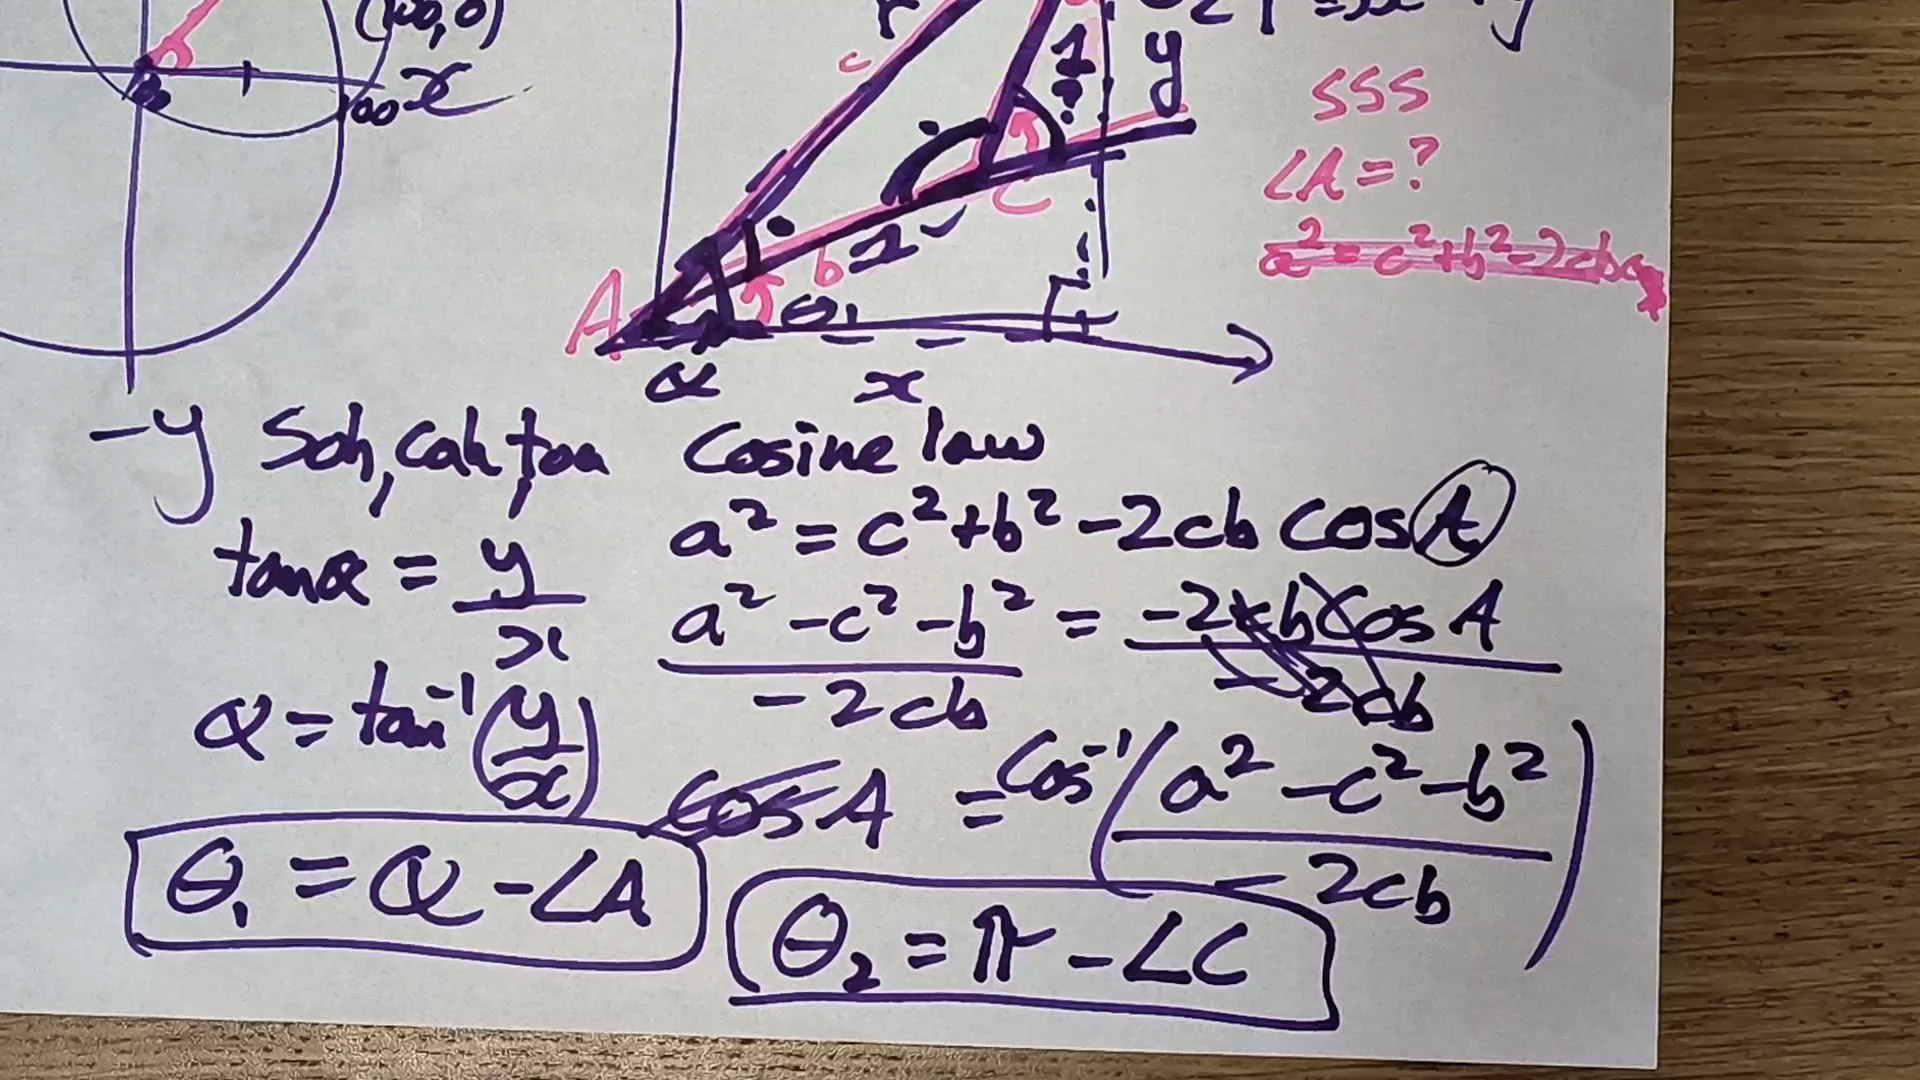 (100,0)
x
100
r
c
1
y
SSS
∠A = ?
a² = c² + b² - 2cb
C
b
1
A
θ₁
α
x
-y
Soh, Cah, toa
Cosine law
tanα = y/x
a² = c² + b² - 2cb cos A
a² - c² - b² / -2cb = -2cb cos A / -2cb
α = tan⁻¹(y/x)
cos A = cos⁻¹(a² - c² - b² / -2cb)
θ₁ = α - ∠A
θ₂ = π - ∠C